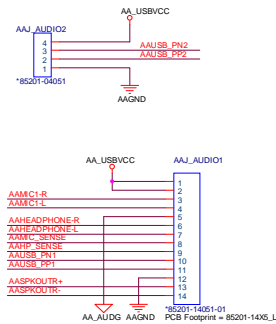 AA_USBVCC
AAJ_AUDIO2
4
3
2
1
AAUSB_PN2
AAUSB_PP2
*85201-04051
AAGND
AA_USBVCC
AAJ_AUDIO1
1
2
AAMIC1-R
3
AAMIC1-L
4
5
AAHEADPHONE-R
6
AAHEADPHONE-L
7
AAMIC_SENSE
8
AAHP_SENSE
9
AAUSB_PN1
10
AAUSB_PP1
11
12
AASPKOUTR+
13
AASPKOUTR-
14
*85201-14051-01
AA_AUDG
AAGND
PCB Footprint = 85201-14X5_L